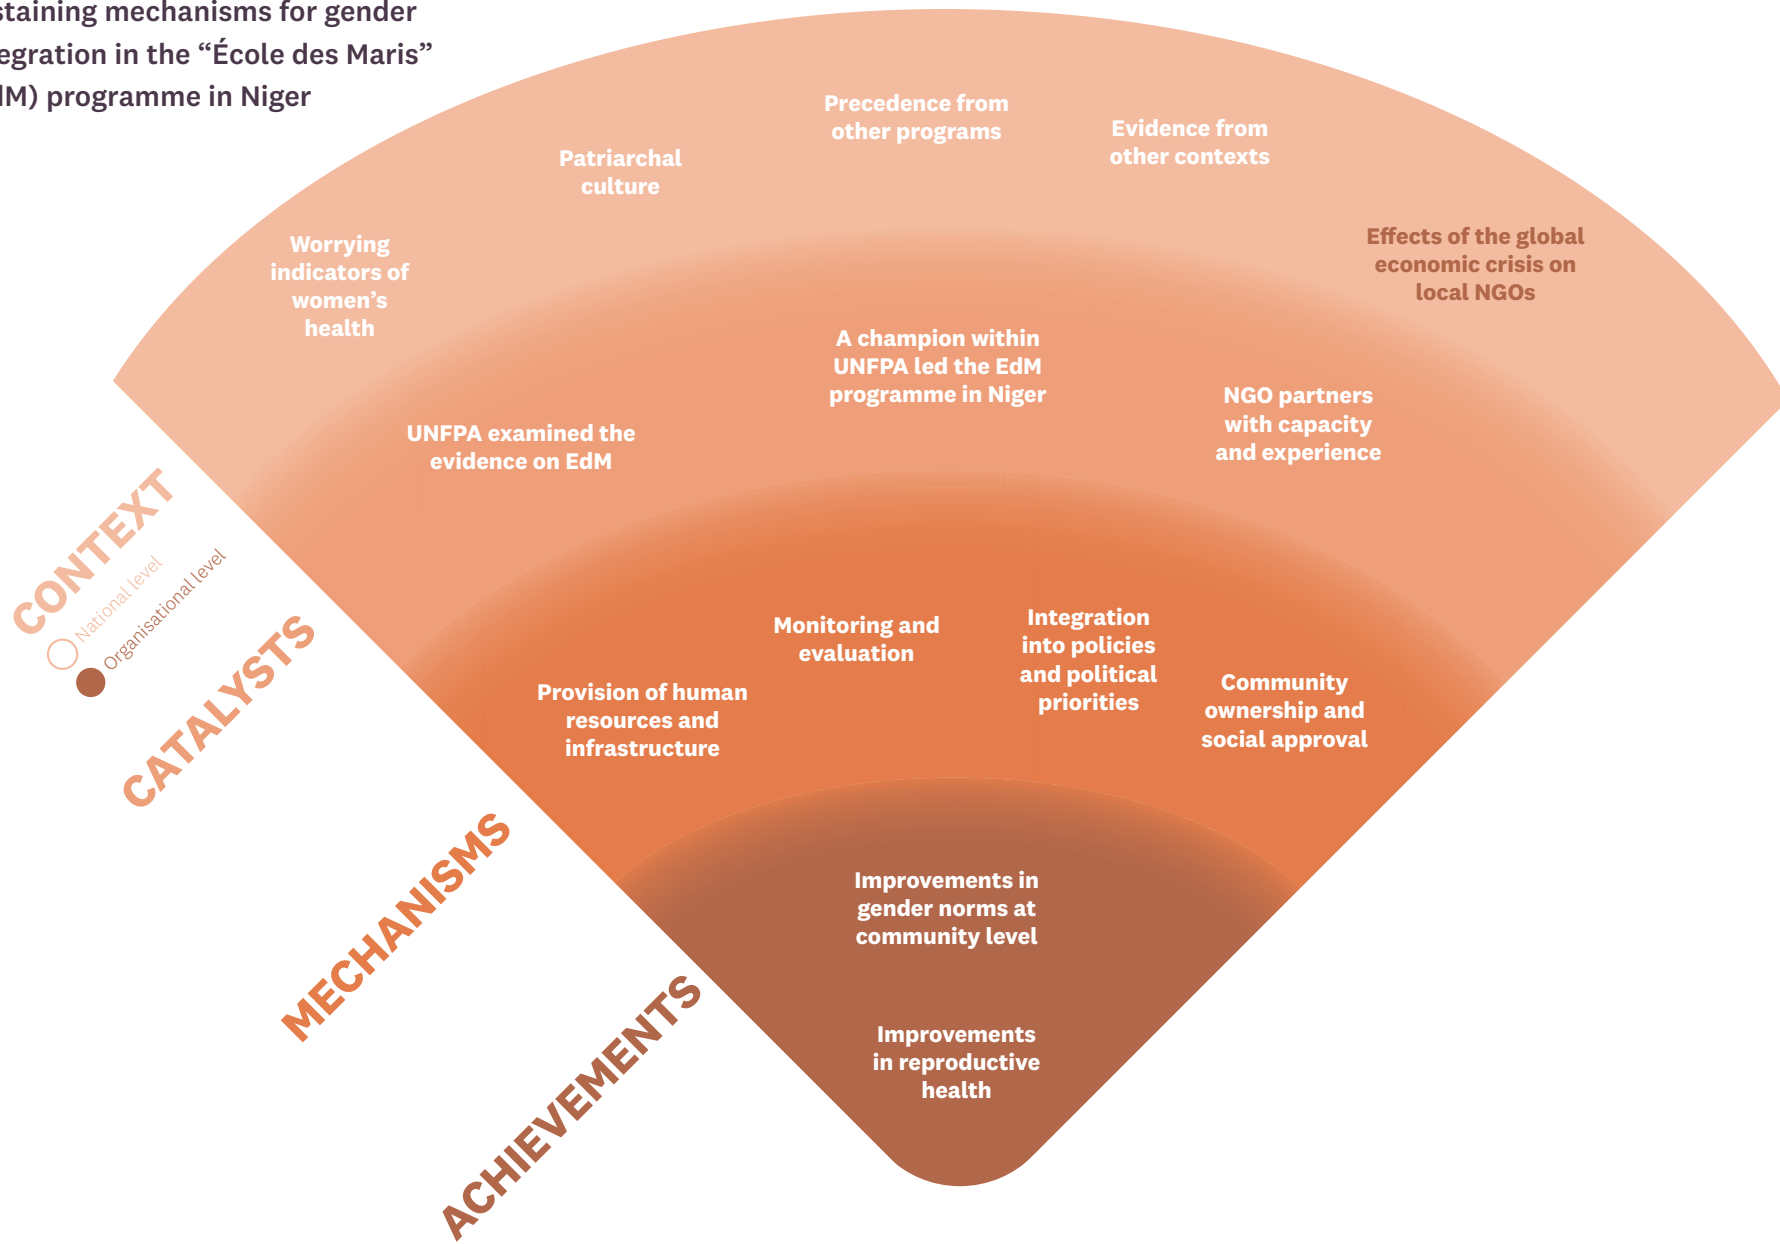 staining mechanisms for gender
egration in the “École des Maris”
programme in Niger
Precedence from
other programs
Evidence from
other contexts
Patriarchal
culture
Worrying
indicators of
women’s
health
Effects of the global
economic crisis on
local NGOs
A champion within
UNFPA led the EdM
programme in Niger
NGO partners
with capacity
and experience
UNFPA examined the
evidence on EdM
CONTEXT
National level
Organisational level
CATALYSTS
Monitoring and
evaluation
Integration
into policies
and political
priorities
Provision of human
resources and
infrastructure
Community
ownership and
social approval
MECHANISMS
Improvements in
gender norms at
community level
Improvements
in reproductive
health
ACHIEVEMENTS